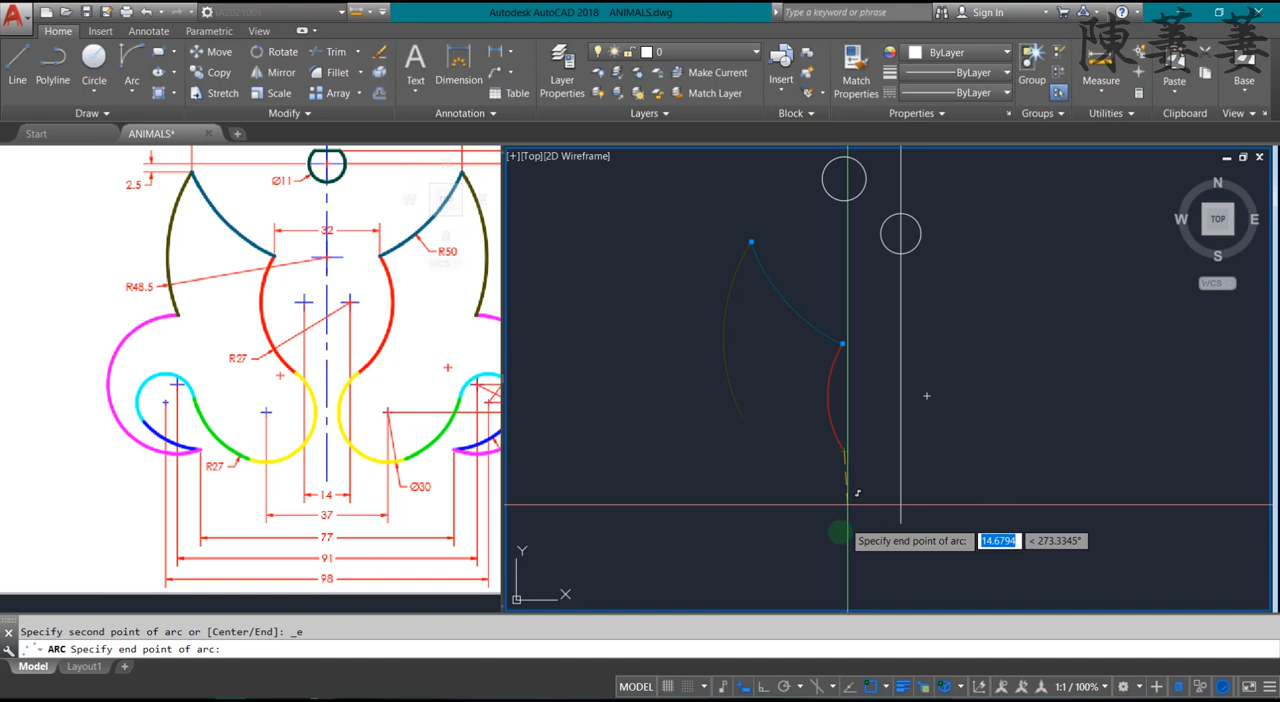 Autodesk AutoCAD 2018 ANIMALS.dwg
Type a keyword or phrase
Sign In
陳菶菶
Home Insert Annotate Parametric View
Line Polyline Circle Arc
Move Rotate Trim
Copy Mirror Fillet
Stretch Scale Array
Text Dimension Table
Layer Properties
0
Make Current
Match Layer
Insert
Match Properties
ByLayer
ByLayer
ByLayer
Group
Measure
Paste
Base
Draw Modify Annotation Layers Block Properties Groups Utilities Clipboard View
Start ANIMALS*
[+][Top][2D Wireframe]
2.5
Ø11
32
R50
R48.5
R27
R27
Ø30
14
37
77
91
98
N
W TOP E
S
WCS
Specify end point of arc: 14.6794 < 273.3345°
Y
X
Specify second point of arc or [Center/End]: _e
ARC Specify end point of arc:
Model Layout1
MODEL
1:1 / 100%